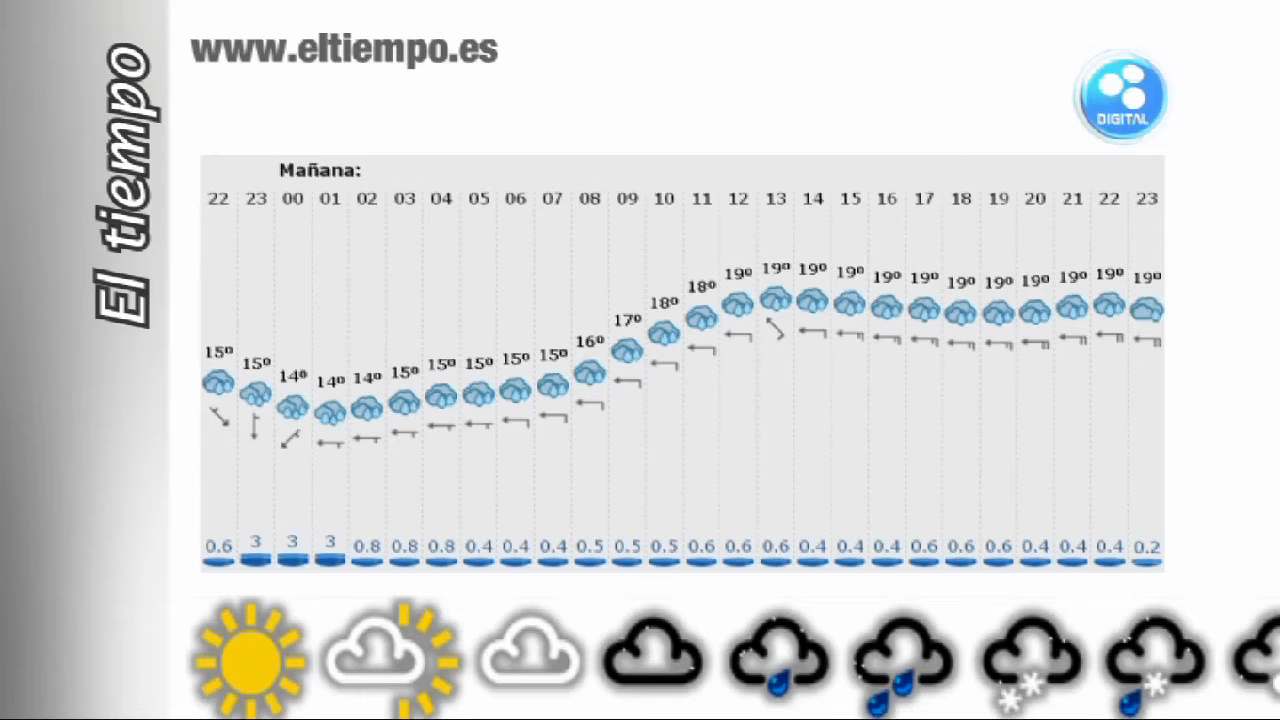 www.eltiempo.es
El tiempo
DIGITAL
Mañana:
22 23 00 01 02 03 04 05 06 07 08 09 10 11 12 13 14 15 16 17 18 19 20 21 22 23
15º 15º 14º 14º 14º 15º 15º 15º 15º 15º 16º 17º 18º 18º 19º 19º 19º 19º 19º 19º 19º 19º 19º 19º 19º 19º
0.6 3 3 3 0.8 0.8 0.8 0.4 0.4 0.4 0.5 0.5 0.5 0.6 0.6 0.6 0.4 0.4 0.4 0.6 0.6 0.6 0.4 0.4 0.4 0.2